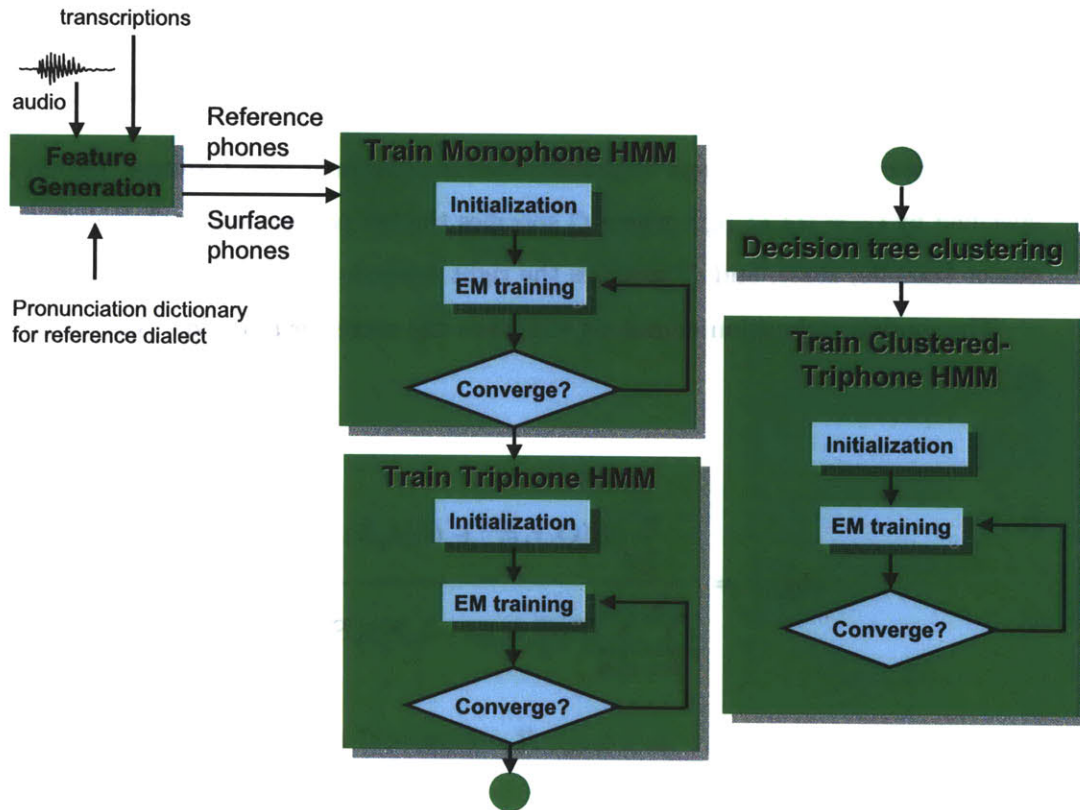 transcriptions
audio
Feature
Generation
Pronunciation dictionary
for reference dialect
Reference
phones
Surface
phones
Train Monophone HMM
Initialization
EM training
Converge?
Train Triphone HMM
Initialization
EM training
Converge?
Decision tree clustering
Train Clustered-
Triphone HMM
Initialization
EM training
Converge?